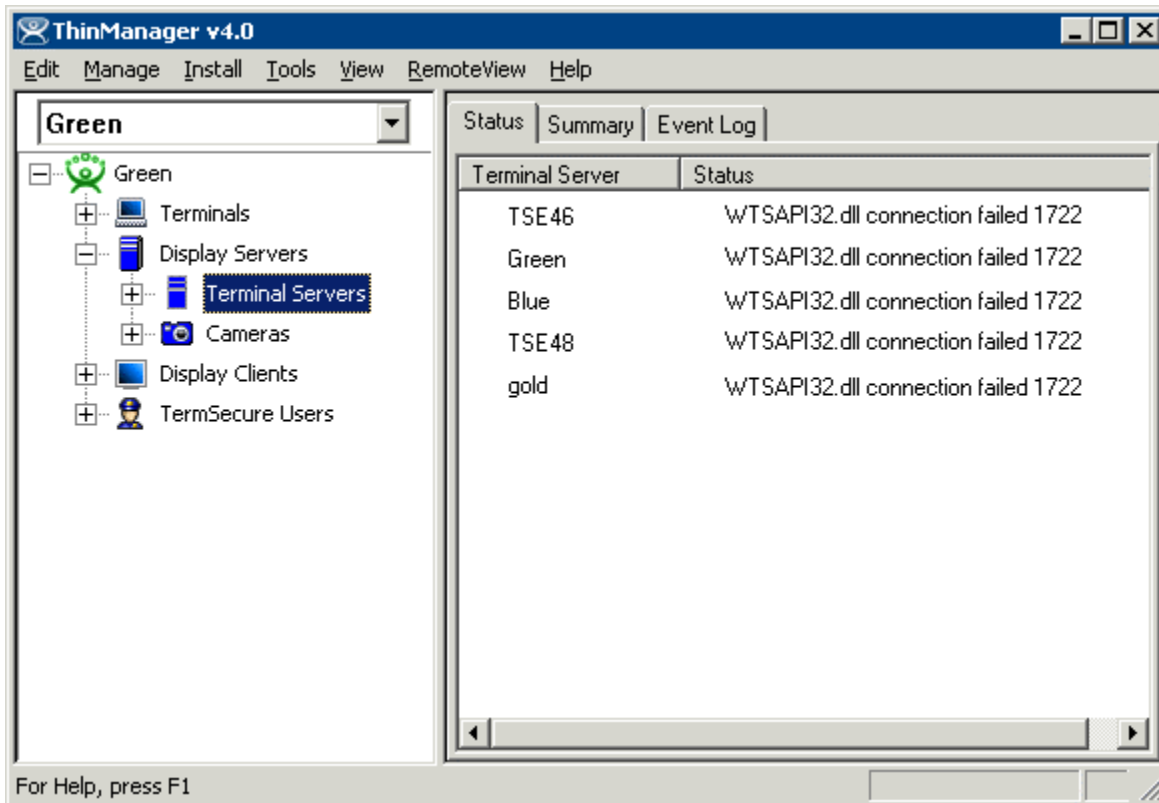 ThinManager v4.0
Edit Manage Install Tools View RemoteView Help
Green
Green
Terminals
Display Servers
Terminal Servers
Cameras
Display Clients
TermSecure Users
Status Summary Event Log
Terminal Server Status
TSE46 WTSAPI32.dll connection failed 1722
Green WTSAPI32.dll connection failed 1722
Blue WTSAPI32.dll connection failed 1722
TSE48 WTSAPI32.dll connection failed 1722
gold WTSAPI32.dll connection failed 1722
For Help, press F1